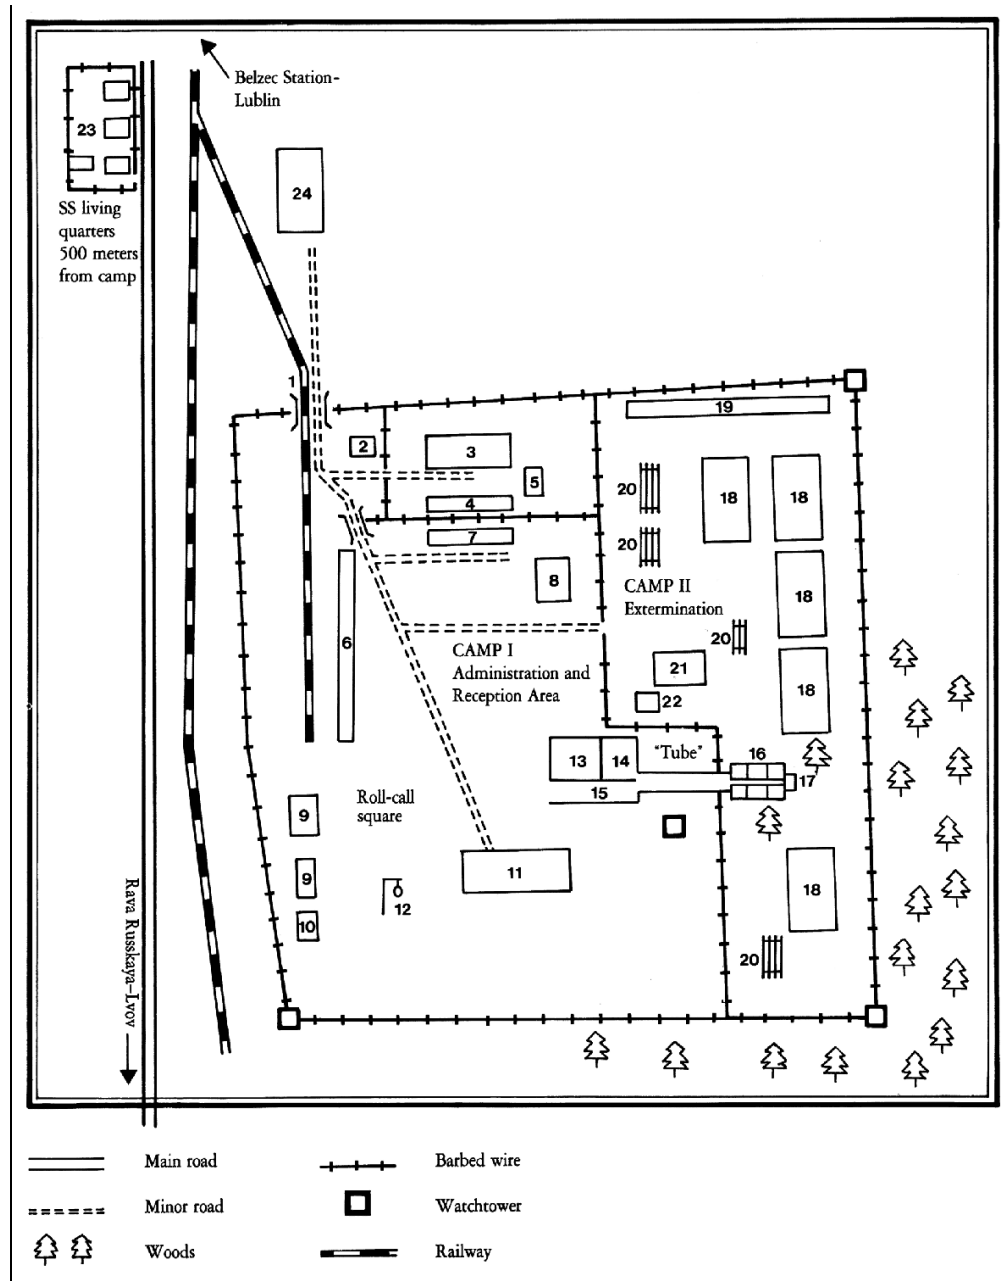 Belzec Station–
Lublin
23
24
SS living
quarters
500 meters
from camp
1
19
2
3
20
18
18
5
4
7
20
8
CAMP II
Extermination
18
6
20
CAMP I
Administration and
Reception Area
21
18
22
13
14
"Tube"
16
17
15
9
Roll-call
square
11
18
9
12
10
20
Rava Russkaya–Lvov
Main road
Barbed wire
Minor road
Watchtower
Woods
Railway